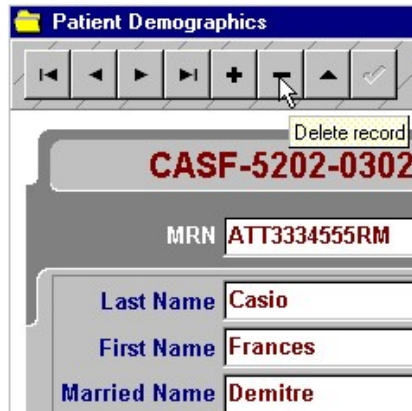 Patient Demographics
Delete record
CASF-5202-0302
MRN ATT3334555RM
Last Name Casio
First Name Frances
Married Name Demitre